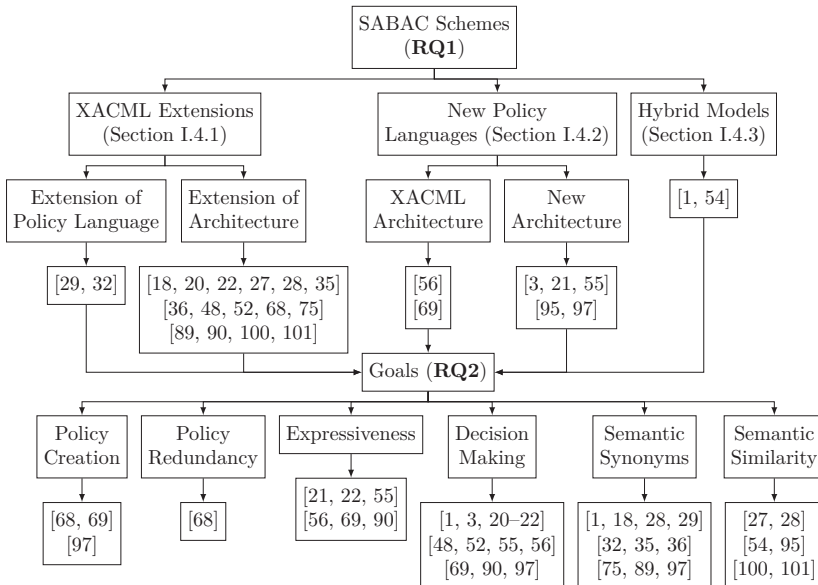 SABAC Schemes
(RQ1)
XACML Extensions
(Section I.4.1)
New Policy
Languages (Section I.4.2)
Hybrid Models
(Section I.4.3)
Extension of
Policy Language
Extension of
Architecture
XACML
Architecture
New
Architecture
[1, 54]
[29, 32]
[18, 20, 22, 27, 28, 35]
[36, 48, 52, 68, 75]
[89, 90, 100, 101]
[56]
[69]
[3, 21, 55]
[95, 97]
Goals (RQ2)
Policy
Creation
Policy
Redundancy
Expressiveness
Decision
Making
Semantic
Synonyms
Semantic
Similarity
[68, 69]
[97]
[68]
[21, 22, 55]
[56, 69, 90]
[1, 3, 20–22]
[48, 52, 55, 56]
[69, 90, 97]
[1, 18, 28, 29]
[32, 35, 36]
[75, 89, 97]
[27, 28]
[54, 95]
[100, 101]